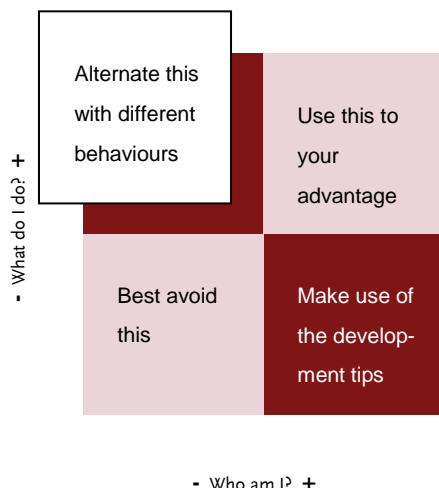 Alternate this
with different
behaviours
Use this to
your
advantage
- What do I do? +
Best avoid
this
Make use of
the develop-
ment tips
- Who am I? +